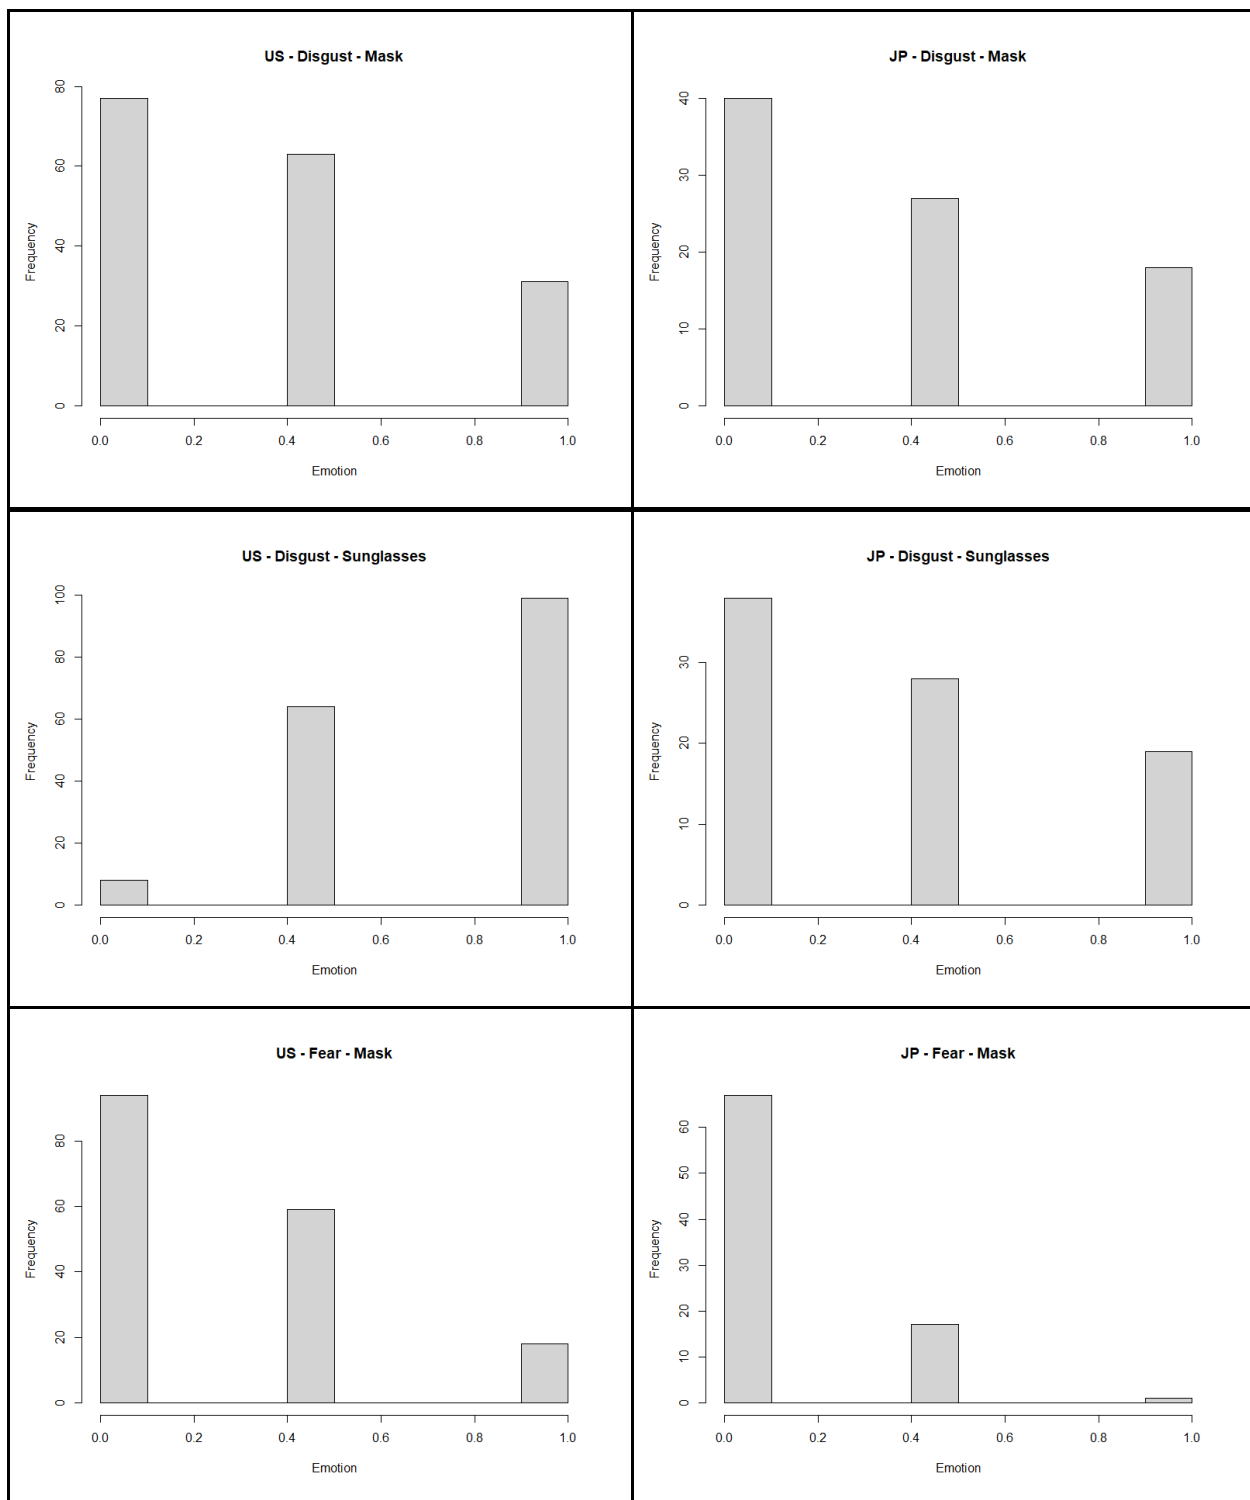 US - Disgust - Mask
80
60
40
20
0
Frequency
0.0 0.2 0.4 0.6 0.8 1.0
Emotion
JP - Disgust - Mask
40
30
20
10
0
Frequency
0.0 0.2 0.4 0.6 0.8 1.0
Emotion
US - Disgust - Sunglasses
100
80
60
40
20
0
Frequency
0.0 0.2 0.4 0.6 0.8 1.0
Emotion
JP - Disgust - Sunglasses
30
20
10
0
Frequency
0.0 0.2 0.4 0.6 0.8 1.0
Emotion
US - Fear - Mask
80
60
40
20
0
Frequency
0.0 0.2 0.4 0.6 0.8 1.0
Emotion
JP - Fear - Mask
60
50
40
30
20
10
0
Frequency
0.0 0.2 0.4 0.6 0.8 1.0
Emotion